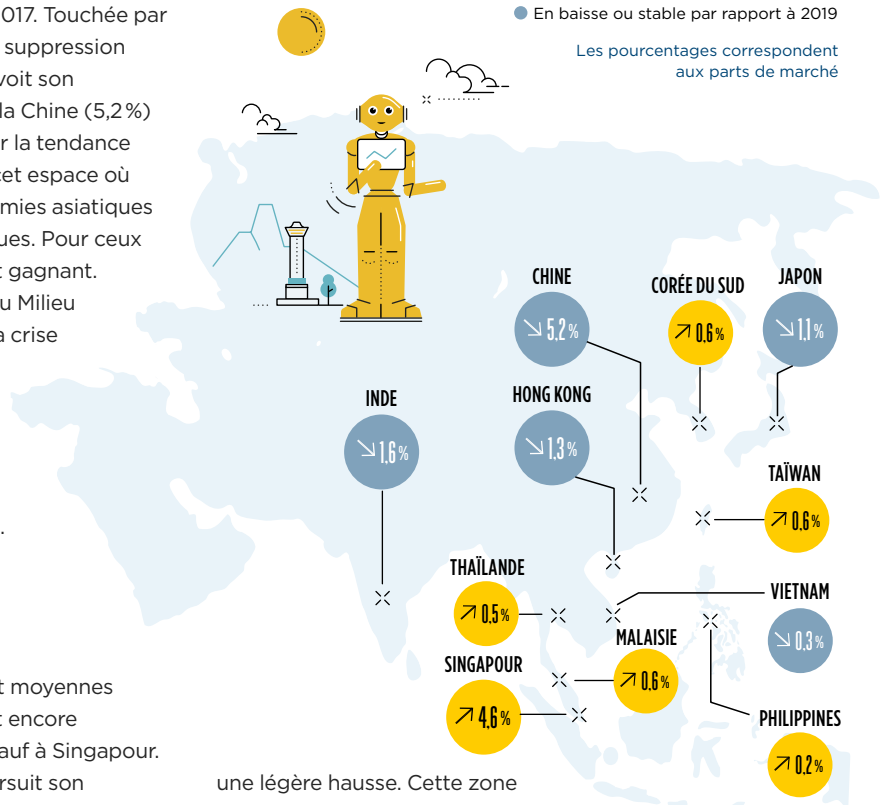 017. Touchée par
suppression
voit son
la Chine (5,2 %)
r la tendance
cet espace où
mies asiatiques
ues. Pour ceux
t gagnant.
u Milieu
a crise
.
t moyennes
t encore
auf à Singapour.
rsuit son
une légère hausse. Cette zone
En baisse ou stable par rapport à 2019
Les pourcentages correspondent
aux parts de marché
CHINE
5,2 %
CORÉE DU SUD
0,6 %
JAPON
1,1 %
INDE
1,6 %
HONG KONG
1,3 %
TAÏWAN
0,6 %
THAÏLANDE
0,5 %
VIETNAM
0,3 %
MALAISIE
0,6 %
SINGAPOUR
4,6 %
PHILIPPINES
0,2 %